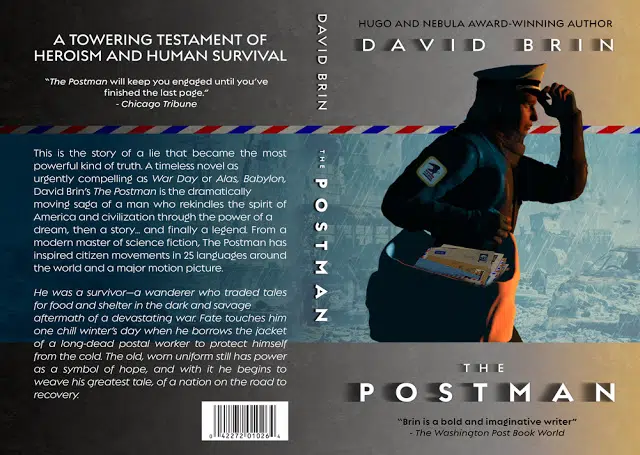 A TOWERING TESTAMENT OF
HEROISM AND HUMAN SURVIVAL
“The Postman will keep you engaged until you’ve
finished the last page.”
- Chicago Tribune
This is the story of a lie that became the most
powerful kind of truth. A timeless novel as
urgently compelling as War Day or Alas, Babylon,
David Brin’s The Postman is the dramatically
moving saga of a man who rekindles the spirit of
America and civilization through the power of a
dream, then a story... and finally a legend. From a
modern master of science fiction, The Postman has
inspired citizen movements in 25 languages around
the world and a major motion picture.
He was a survivor—a wanderer who traded tales
for food and shelter in the dark and savage
aftermath of a devastating war. Fate touches him
one chill winter’s day when he borrows the jacket
of a long-dead postal worker to protect himself
from the cold. The old, worn uniform still has power
as a symbol of hope, and with it he begins to
weave his greatest tale, of a nation on the road to
recovery.
0 42272 01026 4
DAVID BRIN
THE
POSTMAN
HUGO AND NEBULA AWARD-WINNING AUTHOR
DAVID BRIN
THE
POSTMAN
“Brin is a bold and imaginative writer”
- The Washington Post Book World